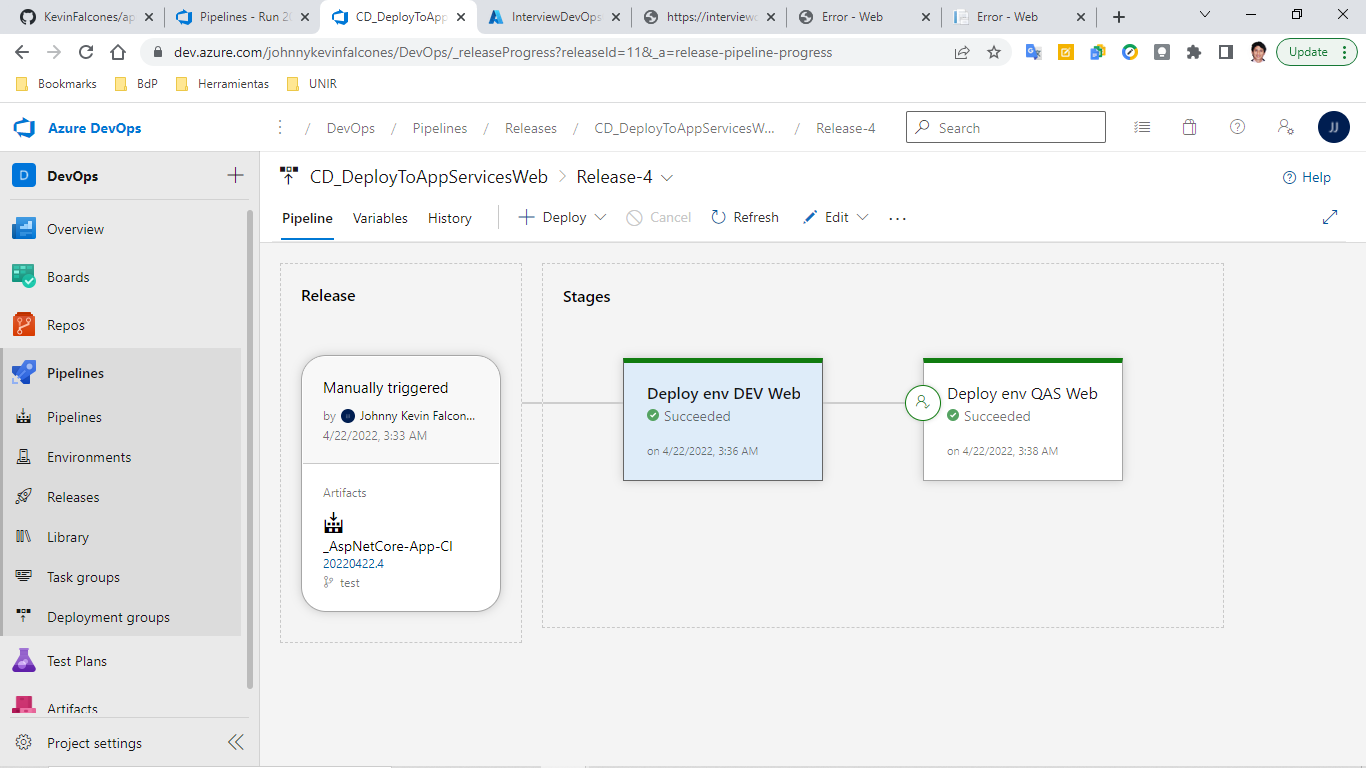 KevinFalcones/ap
Pipelines - Run 20
CD_DeployToApp
InterviewDevOps
https://interviewd
Error - Web
Error - Web
dev.azure.com/johnnykevinfalcones/DevOps/_releaseProgress?releaseId=11&_a=release-pipeline-progress
Update
Bookmarks
BdP
Herramientas
UNIR
Azure DevOps
/ DevOps / Pipelines / Releases / CD_DeployToAppServicesW... / Release-4
Search
JJ
D DevOps
CD_DeployToAppServicesWeb > Release-4
Help
Pipeline Variables History
Deploy Cancel Refresh Edit ...
Overview
Boards
Repos
Pipelines
Pipelines
Environments
Releases
Library
Task groups
Deployment groups
Test Plans
Artifacts
Project settings
Release
Manually triggered
by Johnny Kevin Falcon...
4/22/2022, 3:33 AM
Artifacts
_AspNetCore-App-CI
20220422.4
test
Stages
Deploy env DEV Web
Succeeded
on 4/22/2022, 3:36 AM
Deploy env QAS Web
Succeeded
on 4/22/2022, 3:38 AM